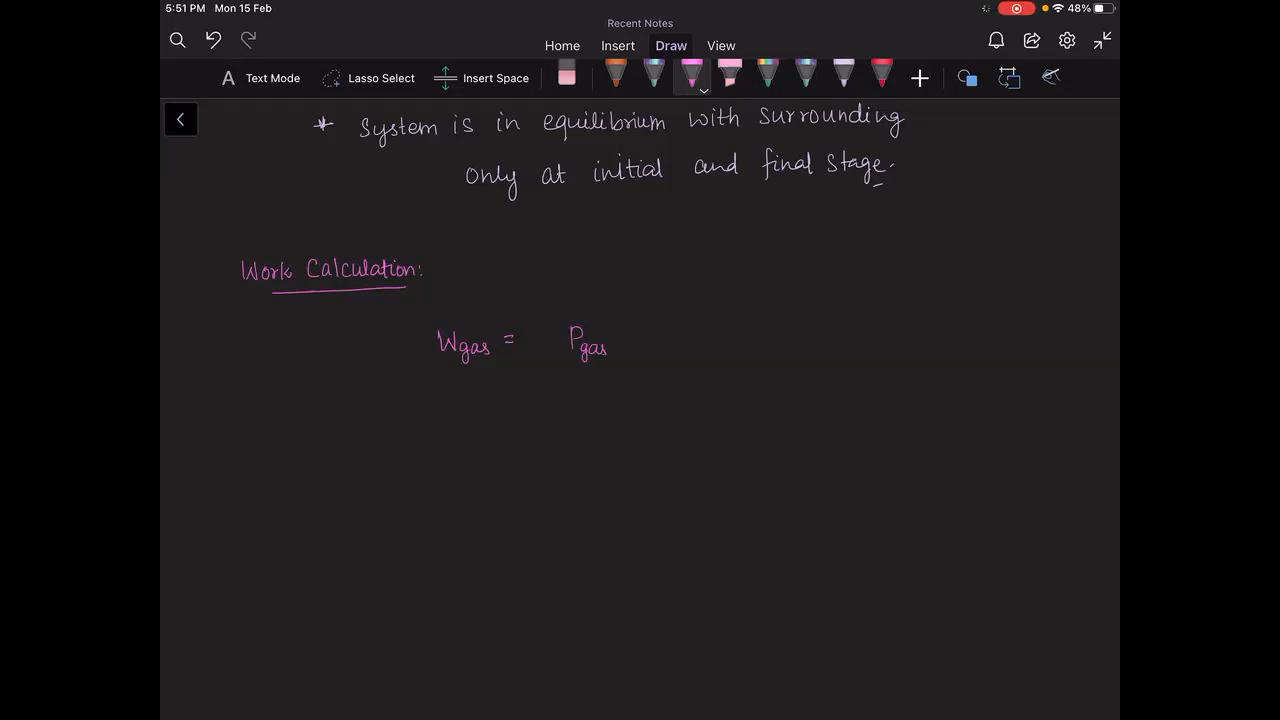 5:51 PM Mon 15 Feb
48%
Recent Notes
Home Insert Draw View
A Text Mode Lasso Select Insert Space
* System is in equilibrium with surrounding
only at initial and final stage.
Work Calculation:
Wgas = Pgas